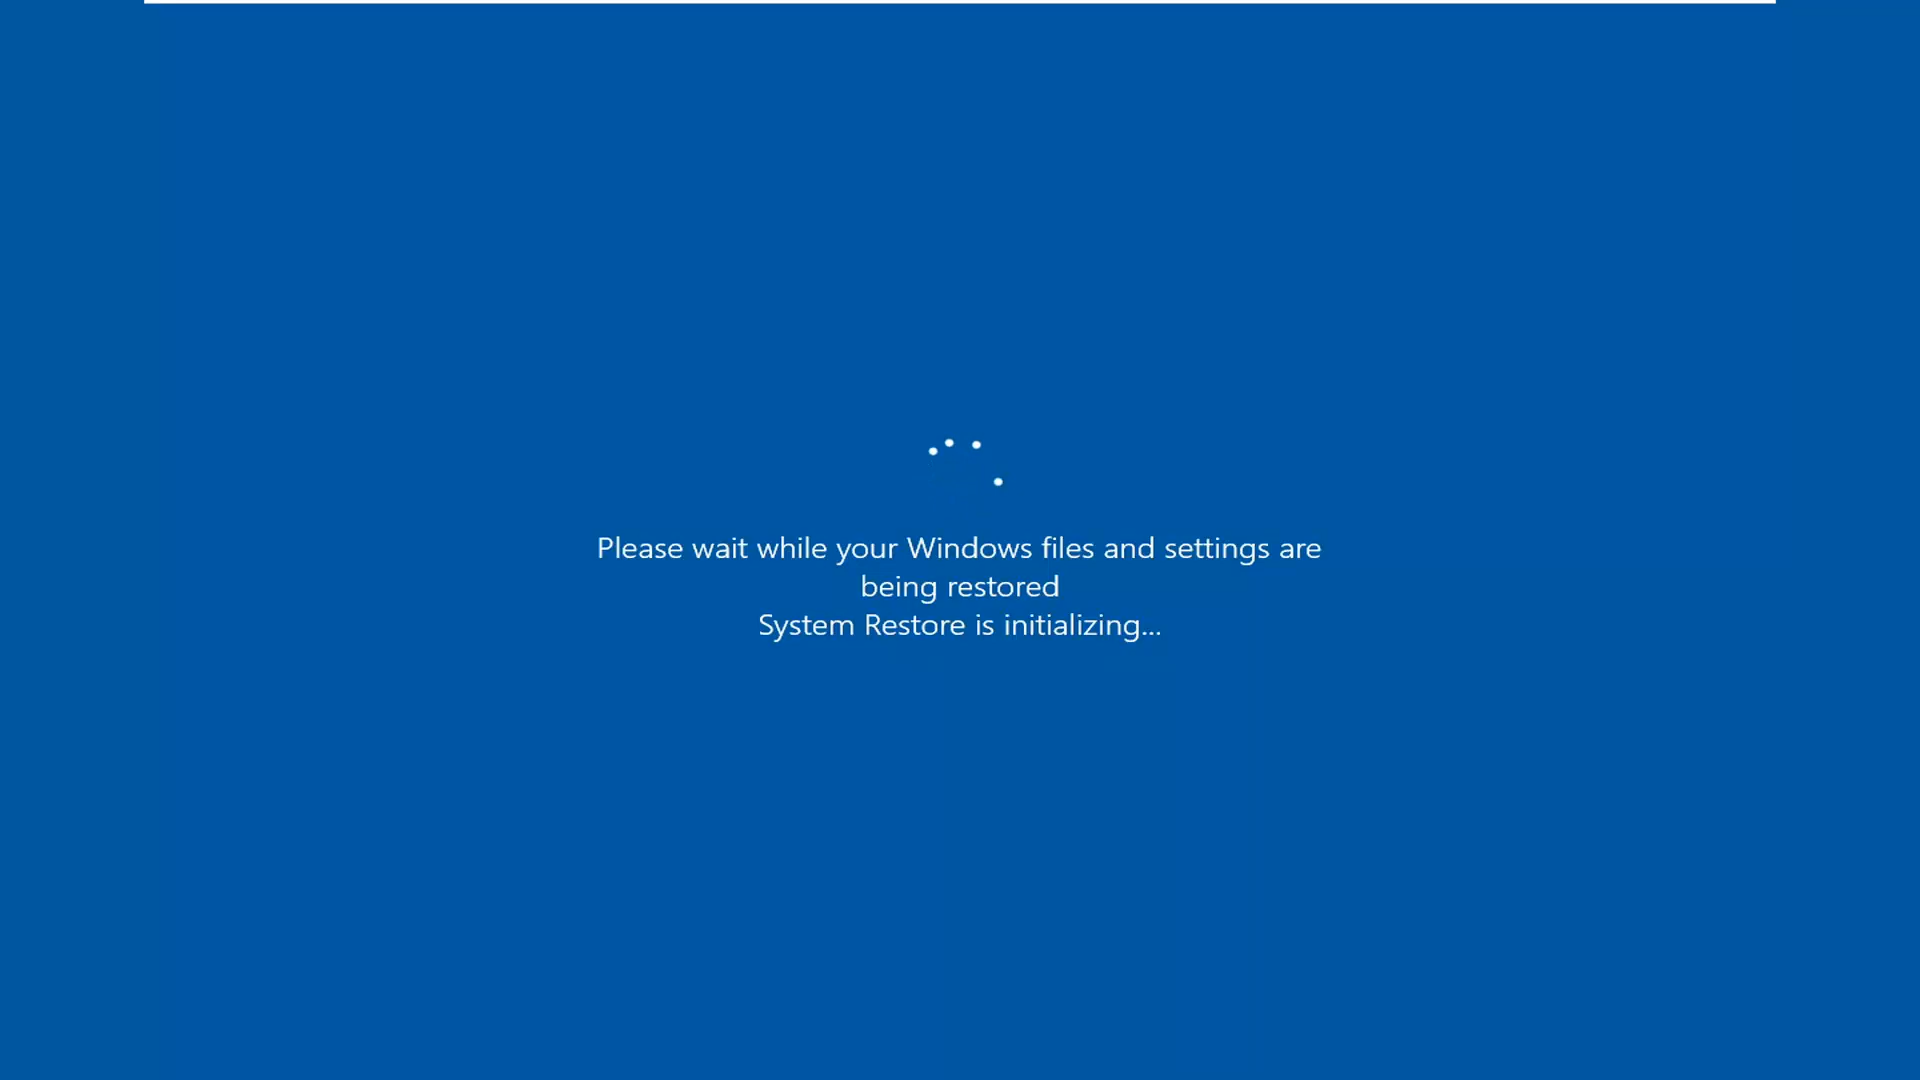 Please wait while your Windows files and settings are
being restored
System Restore is initializing...